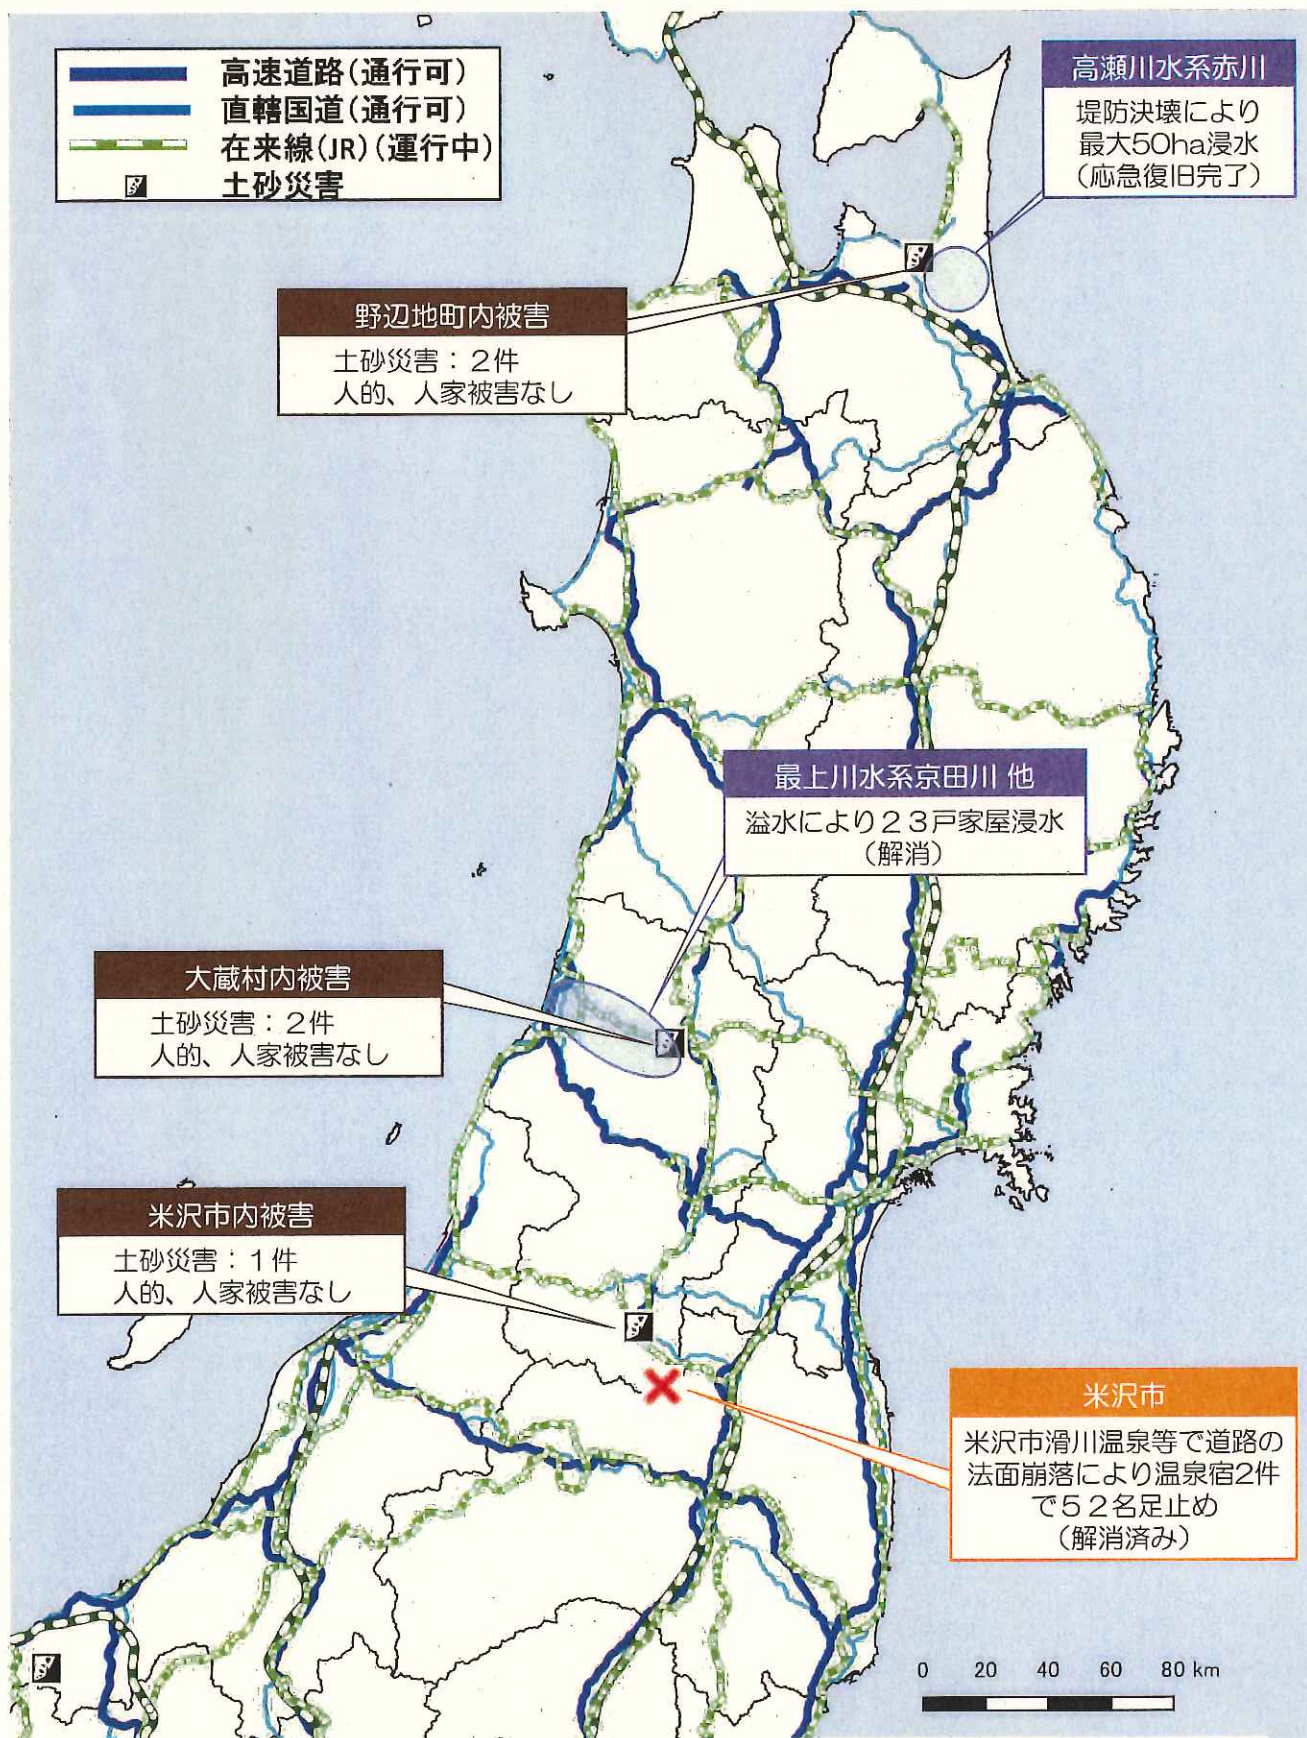 高速道路(通行可)
直轄国道(通行可)
在来線(JR)(運行中)
土砂災害
高瀬川水系赤川
堤防決壊により
最大50ha浸水
(応急復旧完了)
野辺地町内被害
土砂災害：２件
人的、人家被害なし
最上川水系京田川 他
溢水により２３戸家屋浸水
(解消)
大蔵村内被害
土砂災害：２件
人的、人家被害なし
米沢市内被害
土砂災害：１件
人的、人家被害なし
米沢市
米沢市滑川温泉等で道路の
法面崩落により温泉宿2件
で５２名足止め
(解消済み)
0 20 40 60 80 km